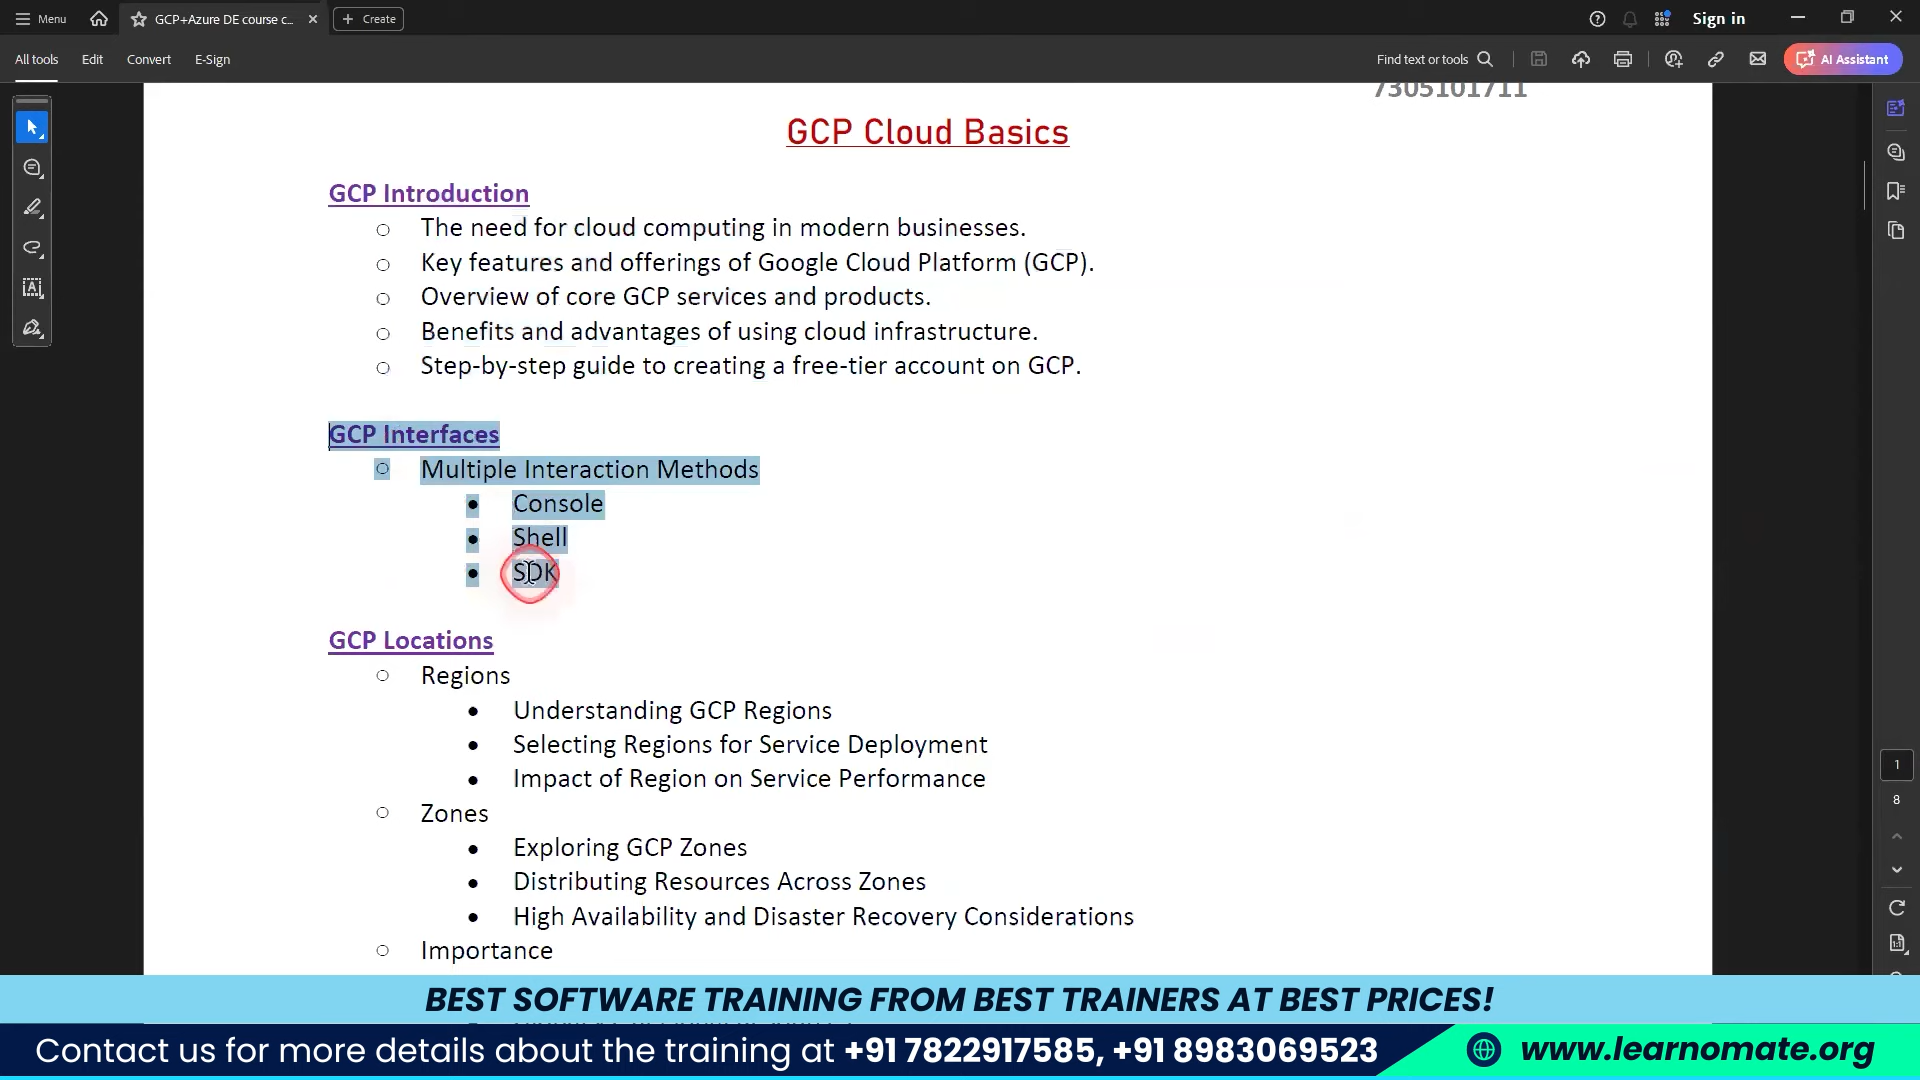 Menu
GCP+Azure DE course c...
Create
Sign in
All tools
Edit
Convert
E-Sign
Find text or tools
AI Assistant
7305101711
GCP Cloud Basics
GCP Introduction
The need for cloud computing in modern businesses.
Key features and offerings of Google Cloud Platform (GCP).
Overview of core GCP services and products.
Benefits and advantages of using cloud infrastructure.
Step-by-step guide to creating a free-tier account on GCP.
GCP Interfaces
Multiple Interaction Methods
Console
Shell
SDK
GCP Locations
Regions
Understanding GCP Regions
Selecting Regions for Service Deployment
Impact of Region on Service Performance
Zones
Exploring GCP Zones
Distributing Resources Across Zones
High Availability and Disaster Recovery Considerations
Importance
1
8
BEST SOFTWARE TRAINING FROM BEST TRAINERS AT BEST PRICES!
Contact us for more details about the training at +91 7822917585, +91 8983069523
www.learnomate.org